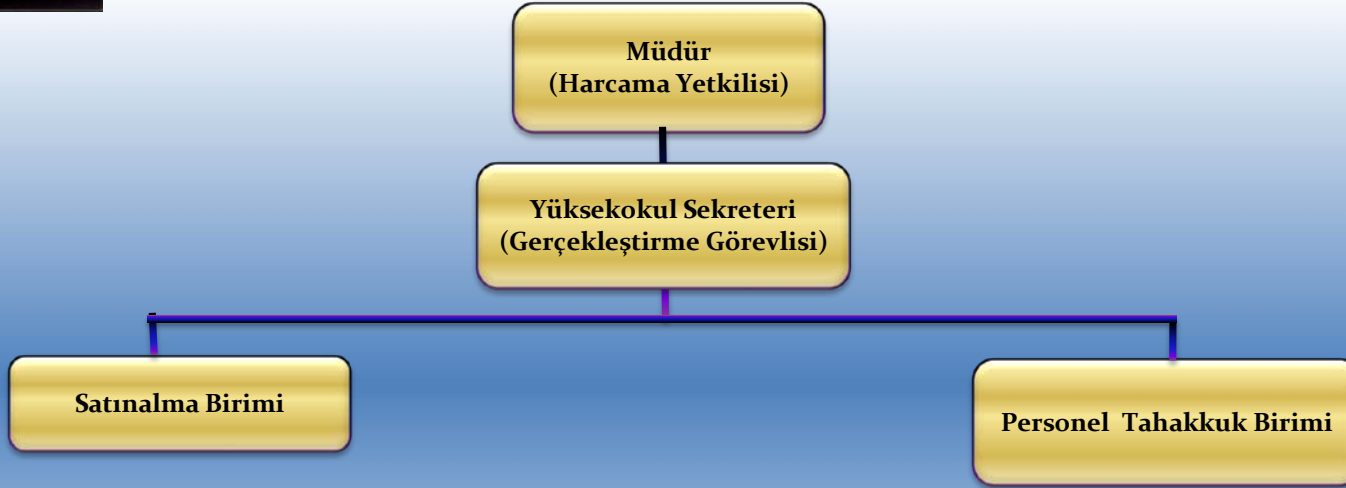 Müdür
(Harcama Yetkilisi)
Yüksekokul Sekreteri
(Gerçekleştirme Görevlisi)
Satınalma Birimi
Personel Tahakkuk Birimi